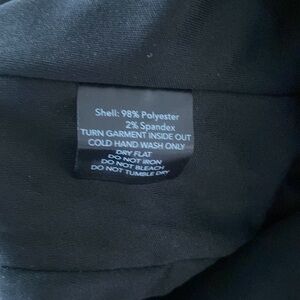 Shell: 98% Polyester
2% Spandex
TURN GARMENT INSIDE OUT
COLD HAND WASH ONLY
DRY FLAT
DO NOT IRON
DO NOT BLEACH
DO NOT TUMBLE DRY